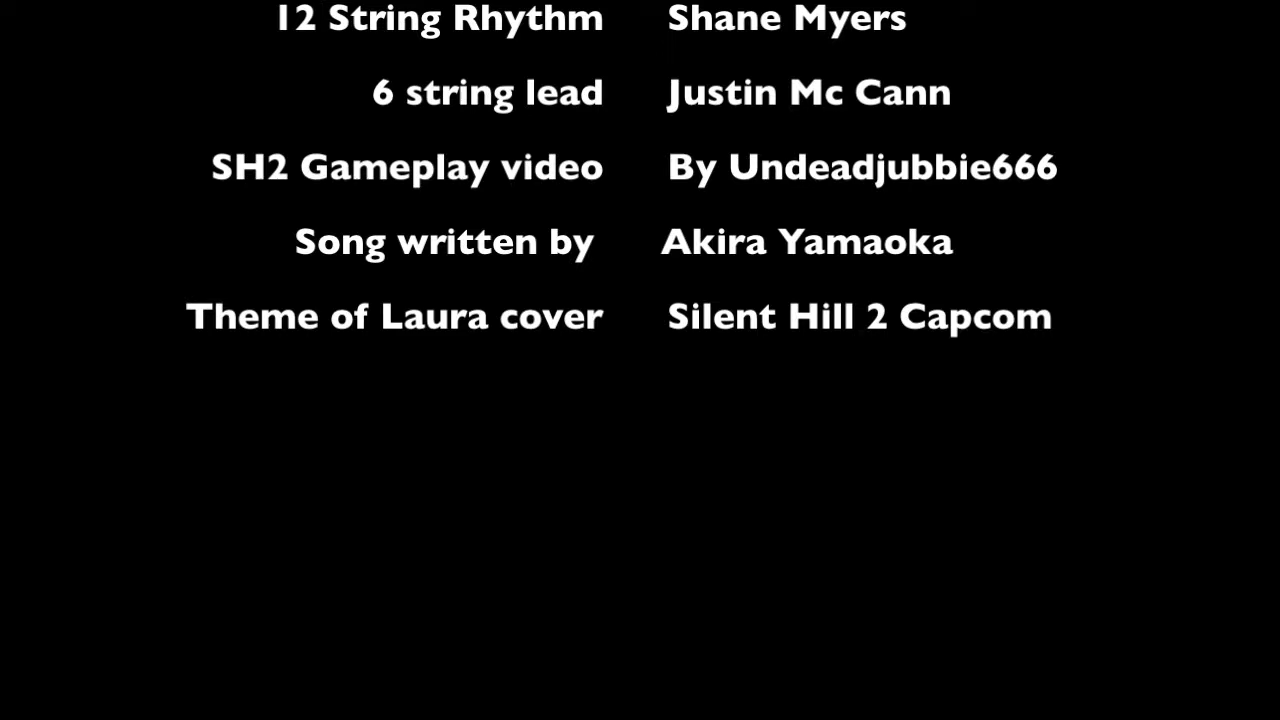 12 String Rhythm Shane Myers
6 string lead Justin Mc Cann
SH2 Gameplay video By Undeadjubbie666
Song written by Akira Yamaoka
Theme of Laura cover Silent Hill 2 Capcom